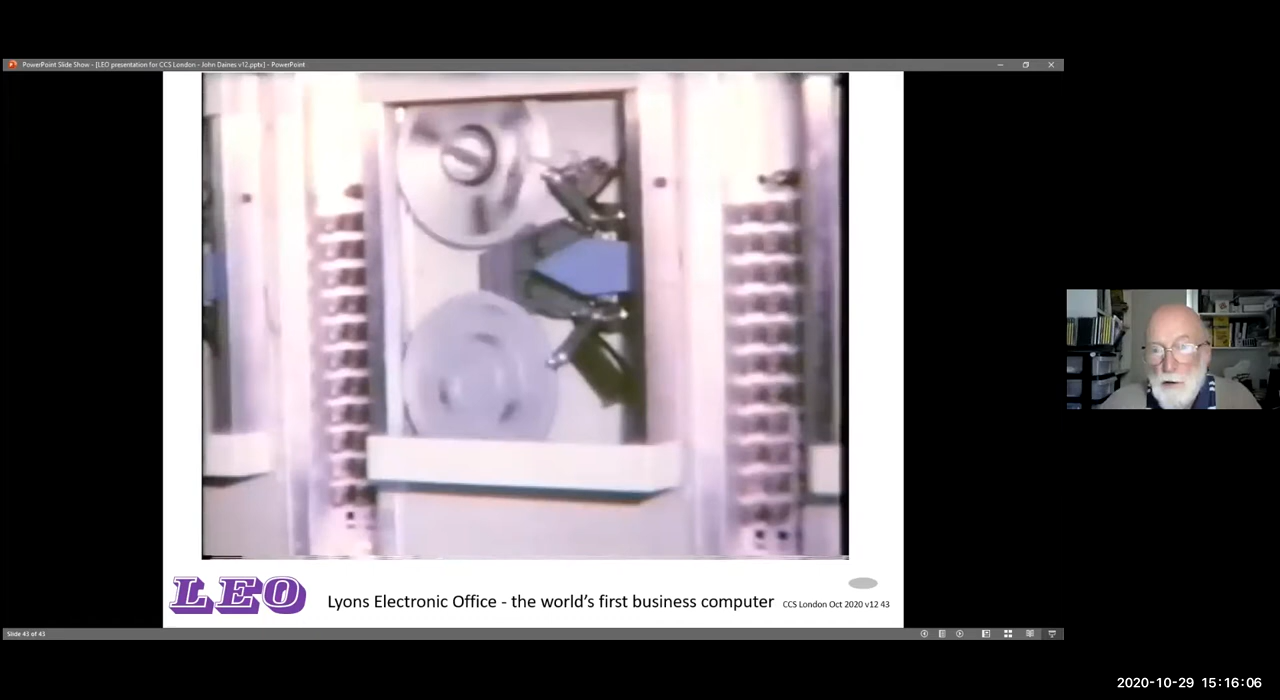 PowerPoint Slide Show - [LEO presentation for CCS London - John Daines v12.pptx] - PowerPoint
LEO
Lyons Electronic Office - the world's first business computer
CCS London Oct 2020 v12 43
Slide 43 of 43
2020-10-29 15:16:06